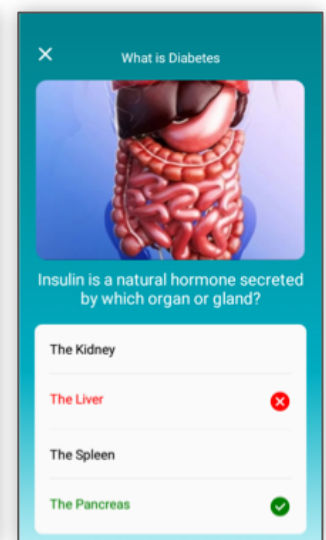 What is Diabetes
Insulin is a natural hormone secreted
by which organ or gland?
The Kidney
The Liver
The Spleen
The Pancreas